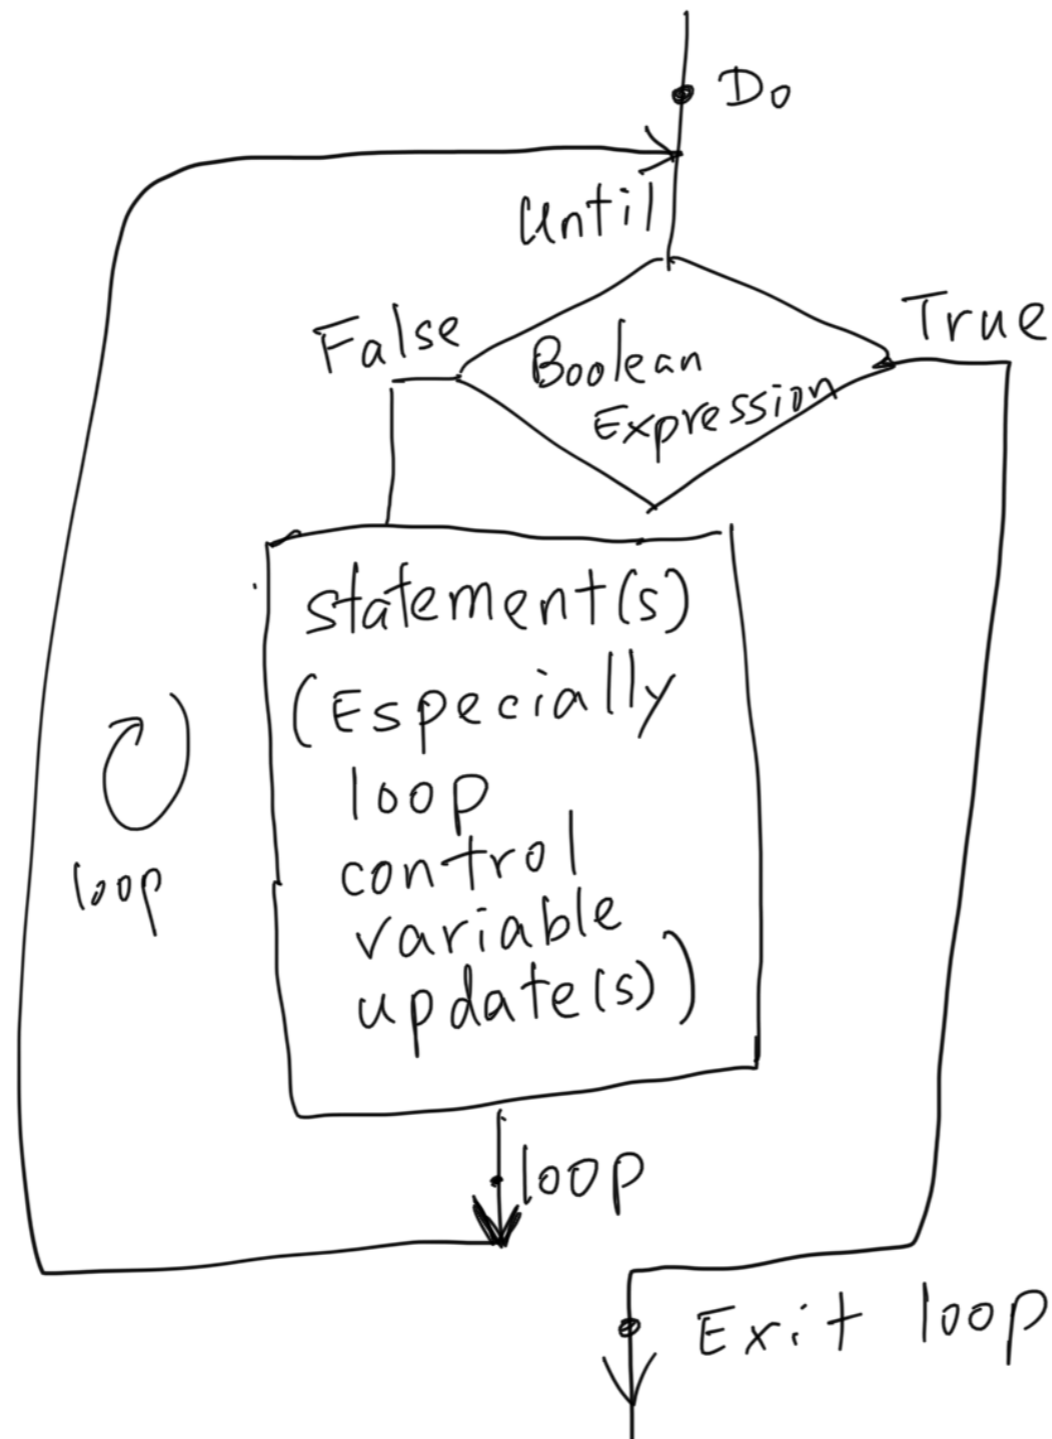 Do
Until
False
True
Boolean
Expression
statement(s)
(Especially
loop
control
variable
update(s))
loop
loop
Exit loop